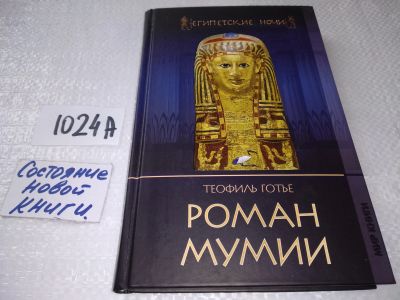 ЕГИПЕТСКИЕ НОЧИ
1024А
Состояние
новой
книги.
ТЕОФИЛЬ ГОТЬЕ
РОМАН
МУМИИ
МИР КНИГИ